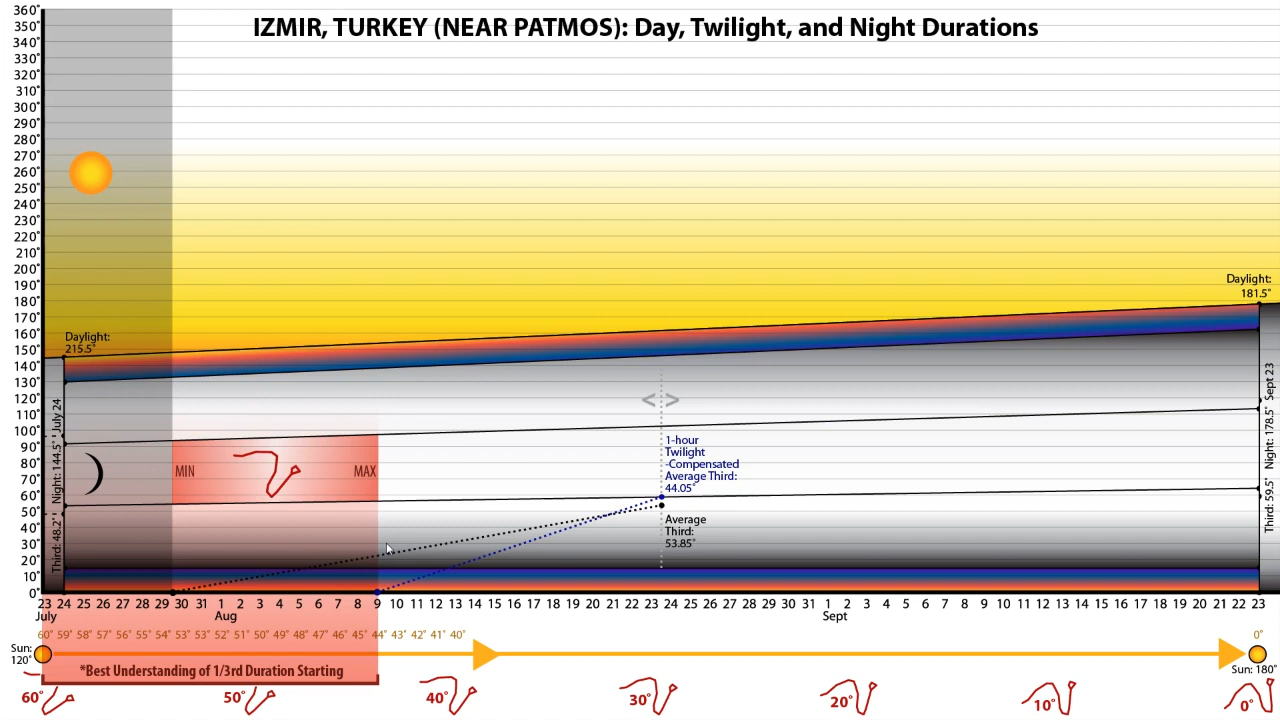 IZMIR, TURKEY (NEAR PATMOS): Day, Twilight, and Night Durations
360°
350°
340°
330°
320°
310°
300°
290°
280°
270°
260°
250°
240°
230°
220°
210°
200°
190°
180°
170°
160°
150°
140°
130°
120°
110°
100°
90°
80°
70°
60°
50°
40°
30°
20°
10°
0°
Daylight:
215.5°
Daylight:
181.5°
Third: 48.2° Night: 144.5° July 24
MIN
MAX
< >
1-hour
Twilight
-Compensated
Average Third:
44.05°
Average
Third:
53.85°
Third: 59.5° Night: 178.5° Sept 23
23 24 25 26 27 28 29 30 31 1 2 3 4 5 6 7 8 9 10 11 12 13 14 15 16 17 18 19 20 21 22 23 24 25 26 27 28 29 30 31 1 2 3 4 5 6 7 8 9 10 11 12 13 14 15 16 17 18 19 20 21 22 23
July Aug Sept
60° 59° 58° 57° 56° 55° 54° 53° 53° 52° 51° 50° 49° 48° 47° 46° 45° 44° 43° 42° 41° 40° 0°
Sun:
120°
Sun: 180°
*Best Understanding of 1/3rd Duration Starting
60° 50° 40° 30° 20° 10° 0°